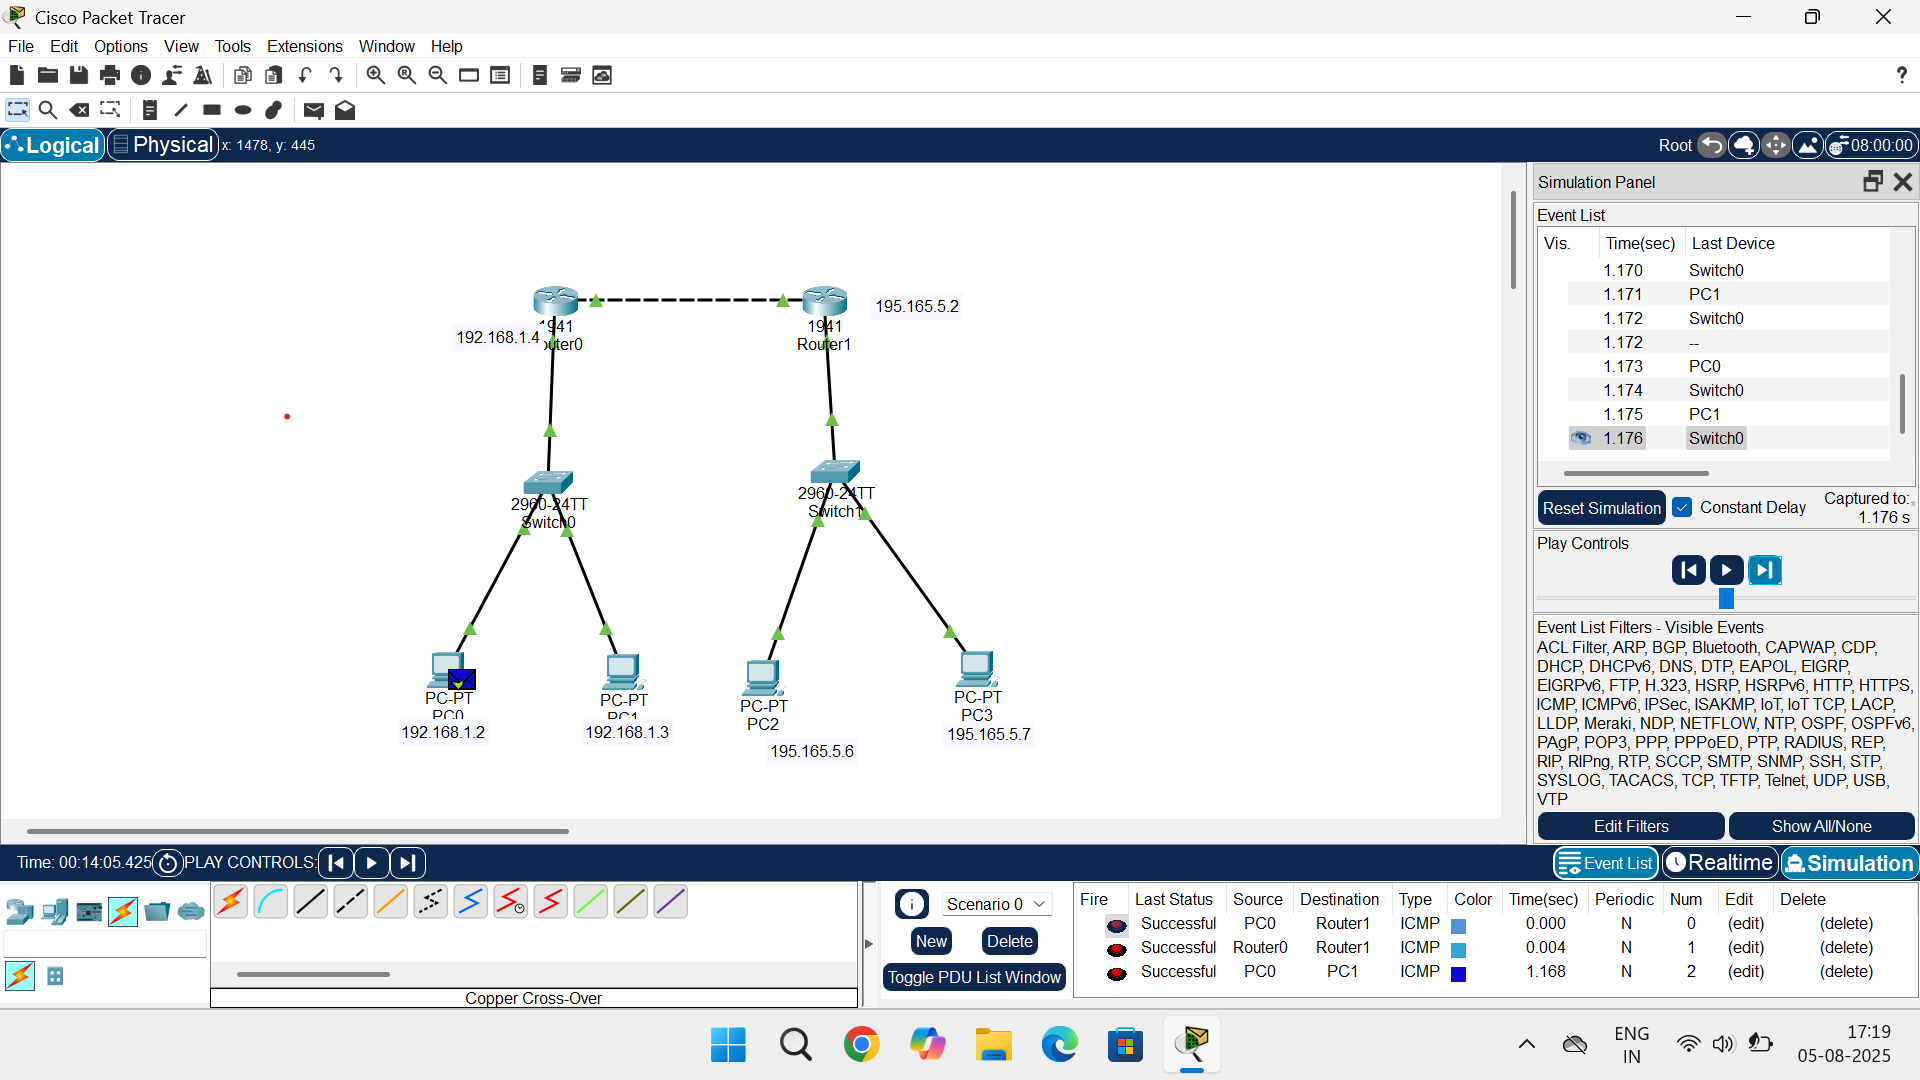 Cisco Packet Tracer
File Edit Options View Tools Extensions Window Help
?
Logical Physical x: 1478, y: 445 Root 08:00:00
Simulation Panel
Event List
Vis. Time(sec) Last Device
1.170 Switch0
1.171 PC1
1.172 Switch0
1.172 --
1.173 PC0
1.174 Switch0
1.175 PC1
1.176 Switch0
Reset Simulation Constant Delay Captured to:
1.176 s
Play Controls
Event List Filters - Visible Events
ACL Filter, ARP, BGP, Bluetooth, CAPWAP, CDP,
DHCP, DHCPv6, DNS, DTP, EAPOL, EIGRP,
EIGRPv6, FTP, H.323, HSRP, HSRPv6, HTTP, HTTPS,
ICMP, ICMPv6, IPSec, ISAKMP, IoT, IoT TCP, LACP,
LLDP, Meraki, NDP, NETFLOW, NTP, OSPF, OSPFv6,
PAgP, POP3, PPP, PPPoED, PTP, RADIUS, REP,
RIP, RIPng, RTP, SCCP, SMTP, SNMP, SSH, STP,
SYSLOG, TACACS, TCP, TFTP, Telnet, UDP, USB,
VTP
Edit Filters Show All/None
195.165.5.2
1941
Router1
192.168.1.4
1941
outer0
2960-24TT
Switch0
2960-24TT
Switch1
PC-PT
PC0
192.168.1.2
PC-PT
PC1
192.168.1.3
PC-PT
PC2
195.165.5.6
PC-PT
PC3
195.165.5.7
Time: 00:14:05.425 PLAY CONTROLS: Event List Realtime Simulation
Copper Cross-Over
Scenario 0
New Delete
Toggle PDU List Window
Fire Last Status Source Destination Type Color Time(sec) Periodic Num Edit Delete
Successful PC0 Router1 ICMP 0.000 N 0 (edit) (delete)
Successful Router0 Router1 ICMP 0.004 N 1 (edit) (delete)
Successful PC0 PC1 ICMP 1.168 N 2 (edit) (delete)
ENG
IN
17:19
05-08-2025